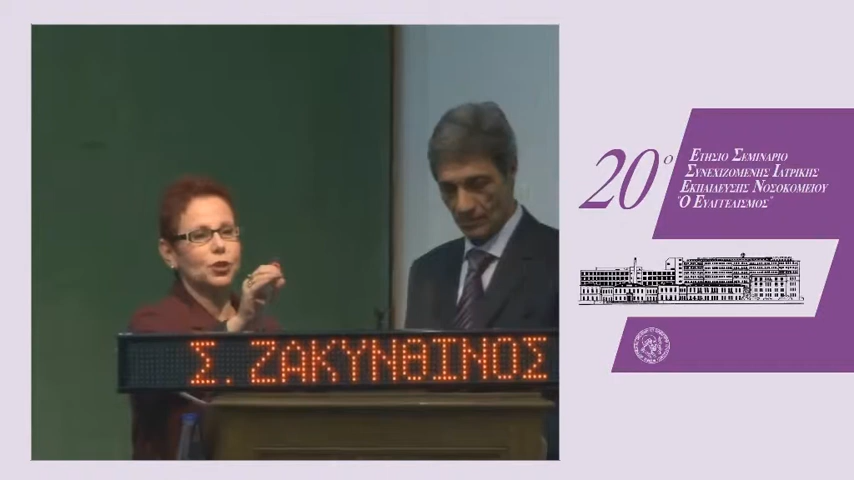 Σ. ΖΑΚΥΝΘΙΝΟΣ
20ο
ΕΤΗΣΙΟ ΣΕΜΙΝΑΡΙΟ
ΣΥΝΕΧΙΖΟΜΕΝΗΣ ΙΑΤΡΙΚΗΣ
ΕΚΠΑΙΔΕΥΣΗΣ ΝΟΣΟΚΟΜΕΙΟΥ
"Ο ΕΥΑΓΓΕΛΙΣΜΟΣ"